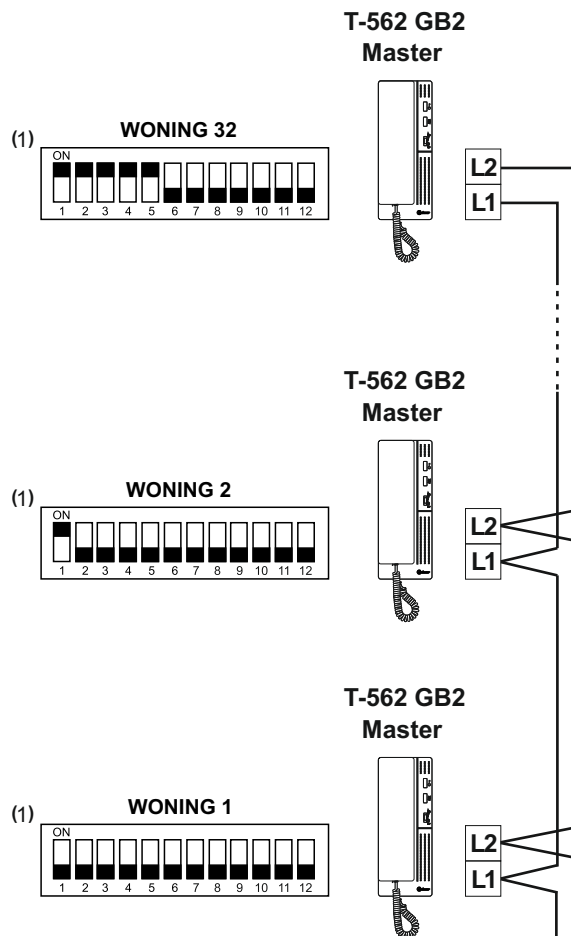 T-562 GB2
Master
(1)
WONING 32
ON
1 2 3 4 5 6 7 8 9 10 11 12
L2
L1
T-562 GB2
Master
(1)
WONING 2
ON
1 2 3 4 5 6 7 8 9 10 11 12
L2
L1
T-562 GB2
Master
(1)
WONING 1
ON
1 2 3 4 5 6 7 8 9 10 11 12
L2
L1